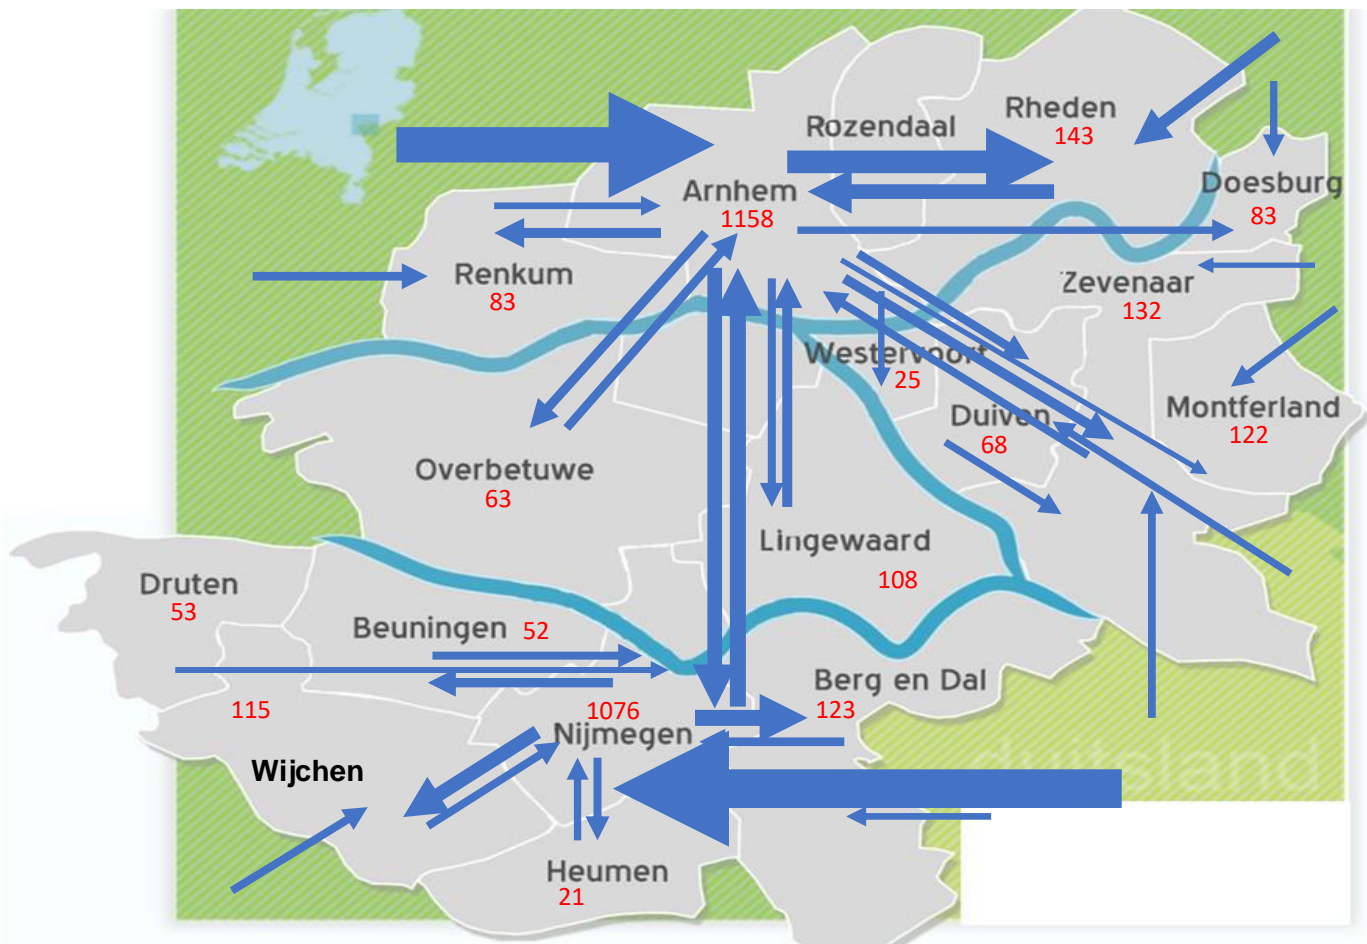 Rheden
143
Rozendaal
Arnhem
1158
Doesburg
83
Renkum
83
Zevenaar
132
Westervoort
25
Duiven
68
Montferland
122
Overbetuwe
63
Lingewaard
108
Druten
53
Beuningen 52
Berg en Dal
123
115
1076
Nijmegen
Wijchen
duitsland
Heumen
21